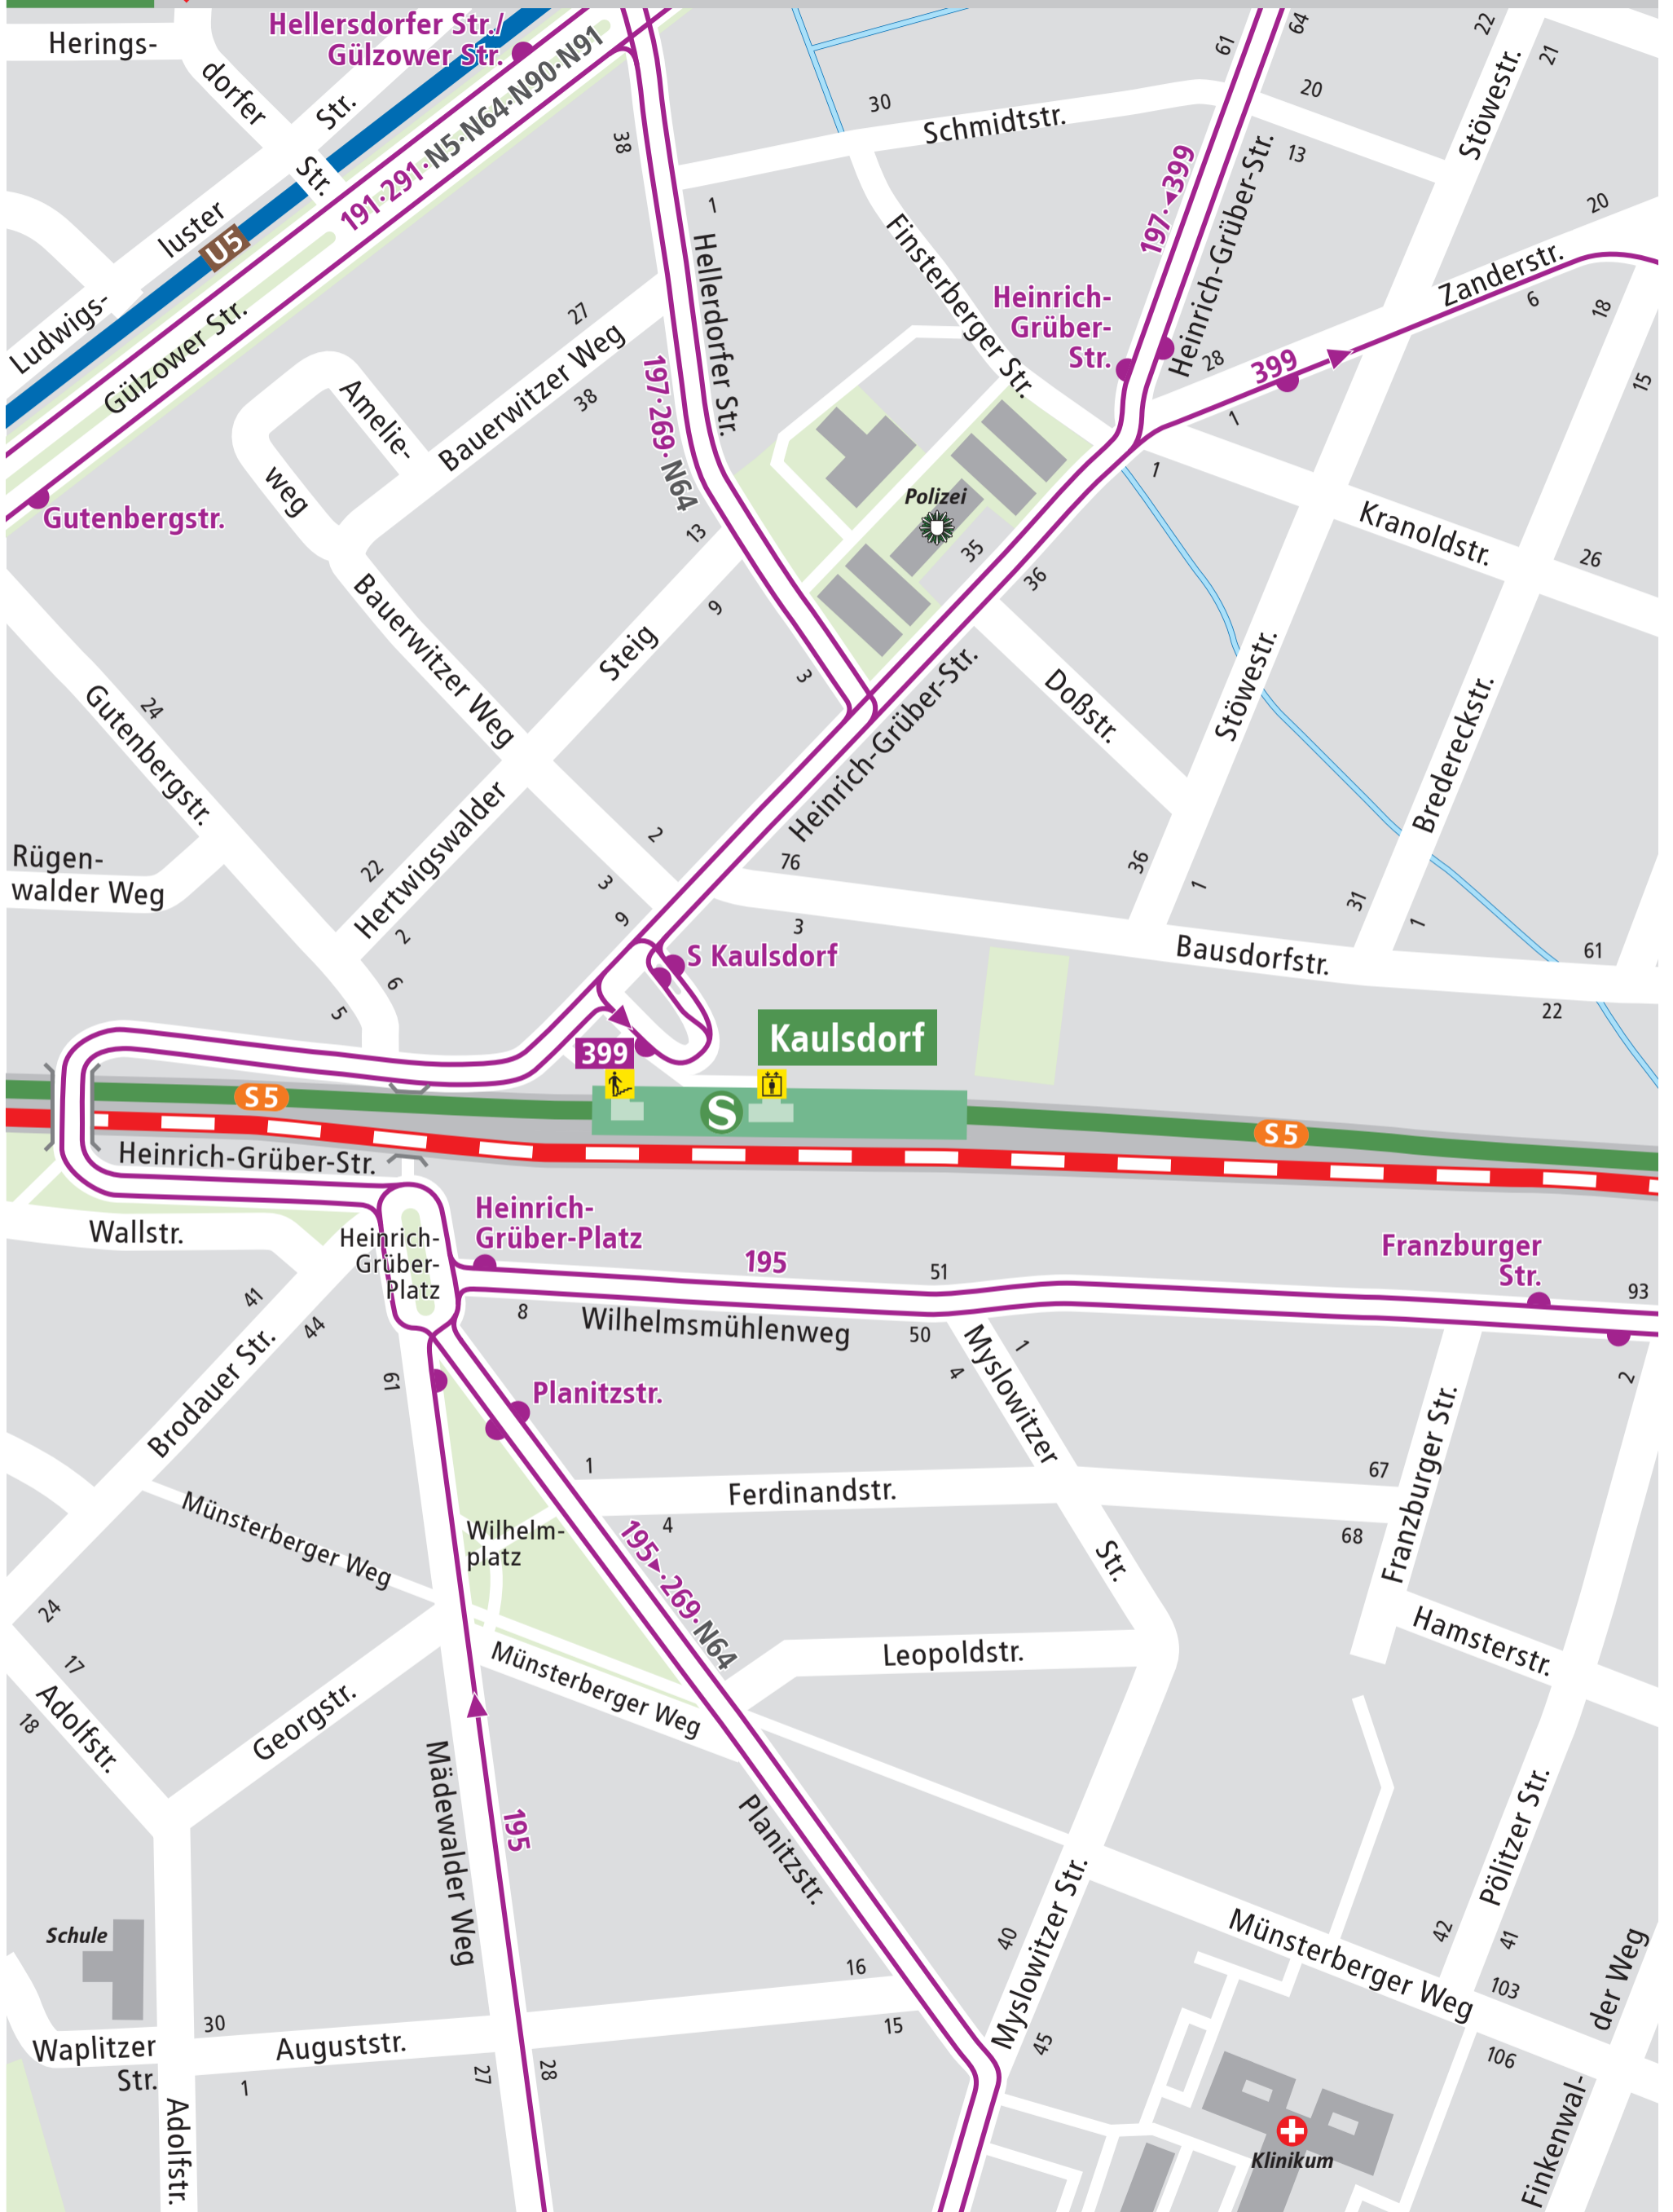 Herings-
dorfer
Str.
Hellersdorfer Str./
Gülzower Str.
191·291·N5·N64·N90·N91
Ludwigs-
luster
Str.
U5
Gülzower Str.
Gutenbergstr.
38
30
Schmidtstr.
61
64
20
13
22
21
Stöwestr.
197·◄399
Heinrich-Grüber-Str.
20
Zanderstr.
6
18
15
1
Hellerdorfer Str.
197·269·N64
Finsterberger Str.
Heinrich-
Grüber-
Str.
28
399
1
1
27
Bauerwitzer Weg
38
Amelie-
weg
Polizei
35
36
Kranoldstr.
26
13
9
3
Bauerwitzer Weg
Steig
Hertwigswalder
24
Gutenbergstr.
Heinrich-Grüber-Str.
Doßstr.
Stöwestr.
Bredereckstr.
Rügen-
walder Weg
22
2
6
5
2
3
9
76
3
36
1
31
1
Bausdorfstr.
61
22
S Kaulsdorf
Kaulsdorf
399
S
S5
S5
Heinrich-Grüber-Str.
Wallstr.
Heinrich-
Grüber-
Platz
Heinrich-
Grüber-Platz
195
51
Franzburger
Str.
93
8
Wilhelmsmühlenweg
50
4
1
2
41
44
Brodauer Str.
61
Planitzstr.
Myslowitzer
Str.
Franzburger Str.
1
Ferdinandstr.
67
68
4
Münsterberger Weg
Wilhelm-
platz
195►·269·N64
24
17
18
Adolfstr.
Georgstr.
Münsterberger Weg
Leopoldstr.
Hamsterstr.
Mädewalder Weg
195
Planitzstr.
Pölitzer Str.
Myslowitzer Str.
40
45
Münsterberger Weg
42
41
103
106
der Weg
Finkenwal-
Schule
Waplitzer
Str.
30
Auguststr.
1
27
28
16
15
Adolfstr.
Klinikum